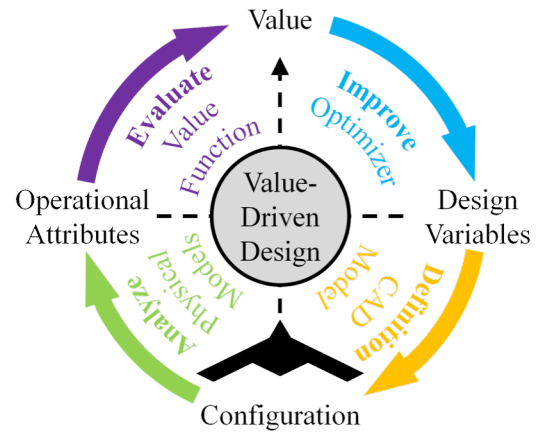 Value
Improve
Optimizer
Evaluate
Value
Function
Value-
Driven
Design
Operational
Attributes
Design
Variables
Analyze
Physical
Models
Definition
CAD
Model
Configuration